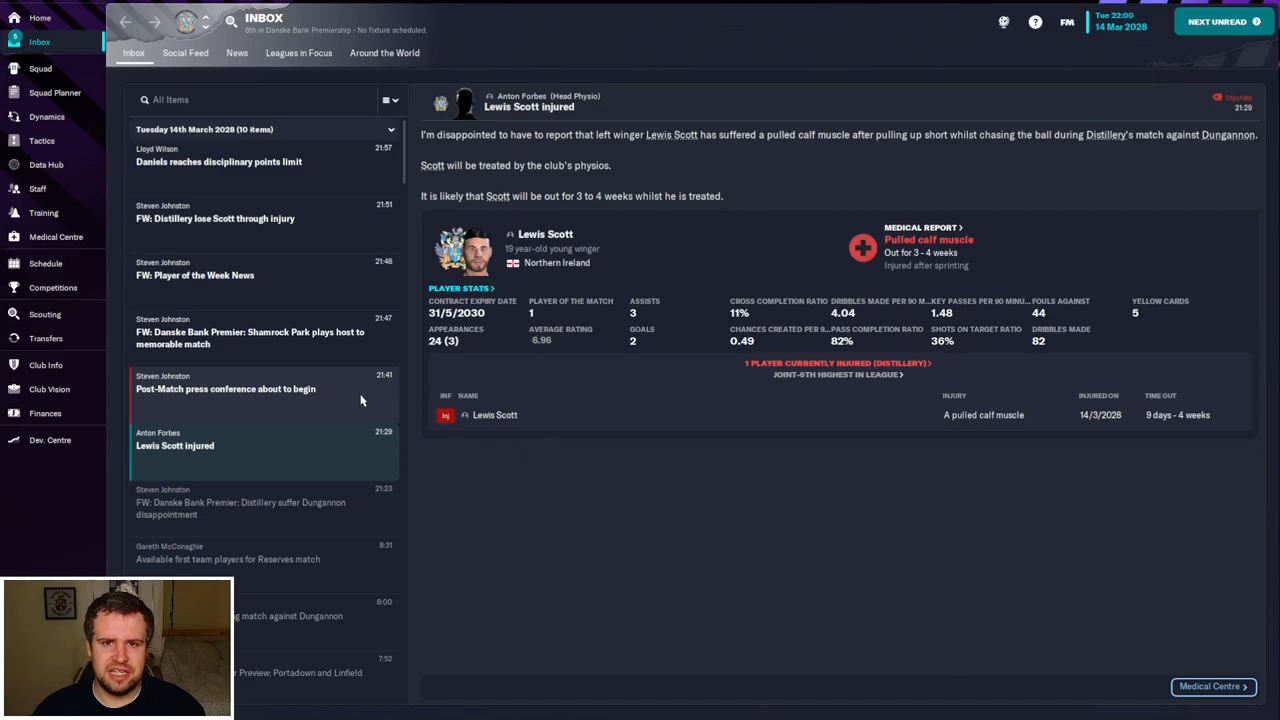 Home
5
Inbox
Squad
Squad Planner
Dynamics
Tactics
Data Hub
Staff
Training
Medical Centre
Schedule
Competitions
Scouting
Transfers
Club Info
Club Vision
Finances
Dev. Centre
INBOX
6th in Danske Bank Premiership - No fixture scheduled.
FM
Tue 22:00
14 Mar 2028
NEXT UNREAD
Inbox
Social Feed
News
Leagues in Focus
Around the World
All Items
Tuesday 14th March 2028 (10 items)
Lloyd Wilson 21:57
Daniels reaches disciplinary points limit
Steven Johnston 21:51
FW: Distillery lose Scott through injury
Steven Johnston 21:48
FW: Player of the Week News
Steven Johnston 21:47
FW: Danske Bank Premier: Shamrock Park plays host to
memorable match
Steven Johnston 21:41
Post-Match press conference about to begin
Anton Forbes 21:29
Lewis Scott injured
Steven Johnston 21:23
FW: Danske Bank Premier: Distillery suffer Dungannon
disappointment
Gareth McConaghie 8:31
Available first team players for Reserves match
8:00
g match against Dungannon
7:52
r Preview: Portadown and Linfield
Anton Forbes (Head Physio)
Lewis Scott injured
Injuries
21:29
I'm disappointed to have to report that left winger Lewis Scott has suffered a pulled calf muscle after pulling up short whilst chasing the ball during Distillery's match against Dungannon.
Scott will be treated by the club's physios.
It is likely that Scott will be out for 3 to 4 weeks whilst he is treated.
Lewis Scott
19 year-old young winger
Northern Ireland
MEDICAL REPORT
Pulled calf muscle
Out for 3 - 4 weeks
Injured after sprinting
PLAYER STATS
CONTRACT EXPIRY DATE PLAYER OF THE MATCH ASSISTS CROSS COMPLETION RATIO DRIBBLES MADE PER 90 M... KEY PASSES PER 90 MINU... FOULS AGAINST YELLOW CARDS
31/5/2030 1 3 11% 4.04 1.48 44 5
APPEARANCES AVERAGE RATING GOALS CHANCES CREATED PER 9... PASS COMPLETION RATIO SHOTS ON TARGET RATIO DRIBBLES MADE
24 (3) 6.96 2 0.49 82% 36% 82
1 PLAYER CURRENTLY INJURED (DISTILLERY)
JOINT-6TH HIGHEST IN LEAGUE
INF NAME INJURY INJURED ON TIME OUT
Inj Lewis Scott A pulled calf muscle 14/3/2028 9 days - 4 weeks
Medical Centre